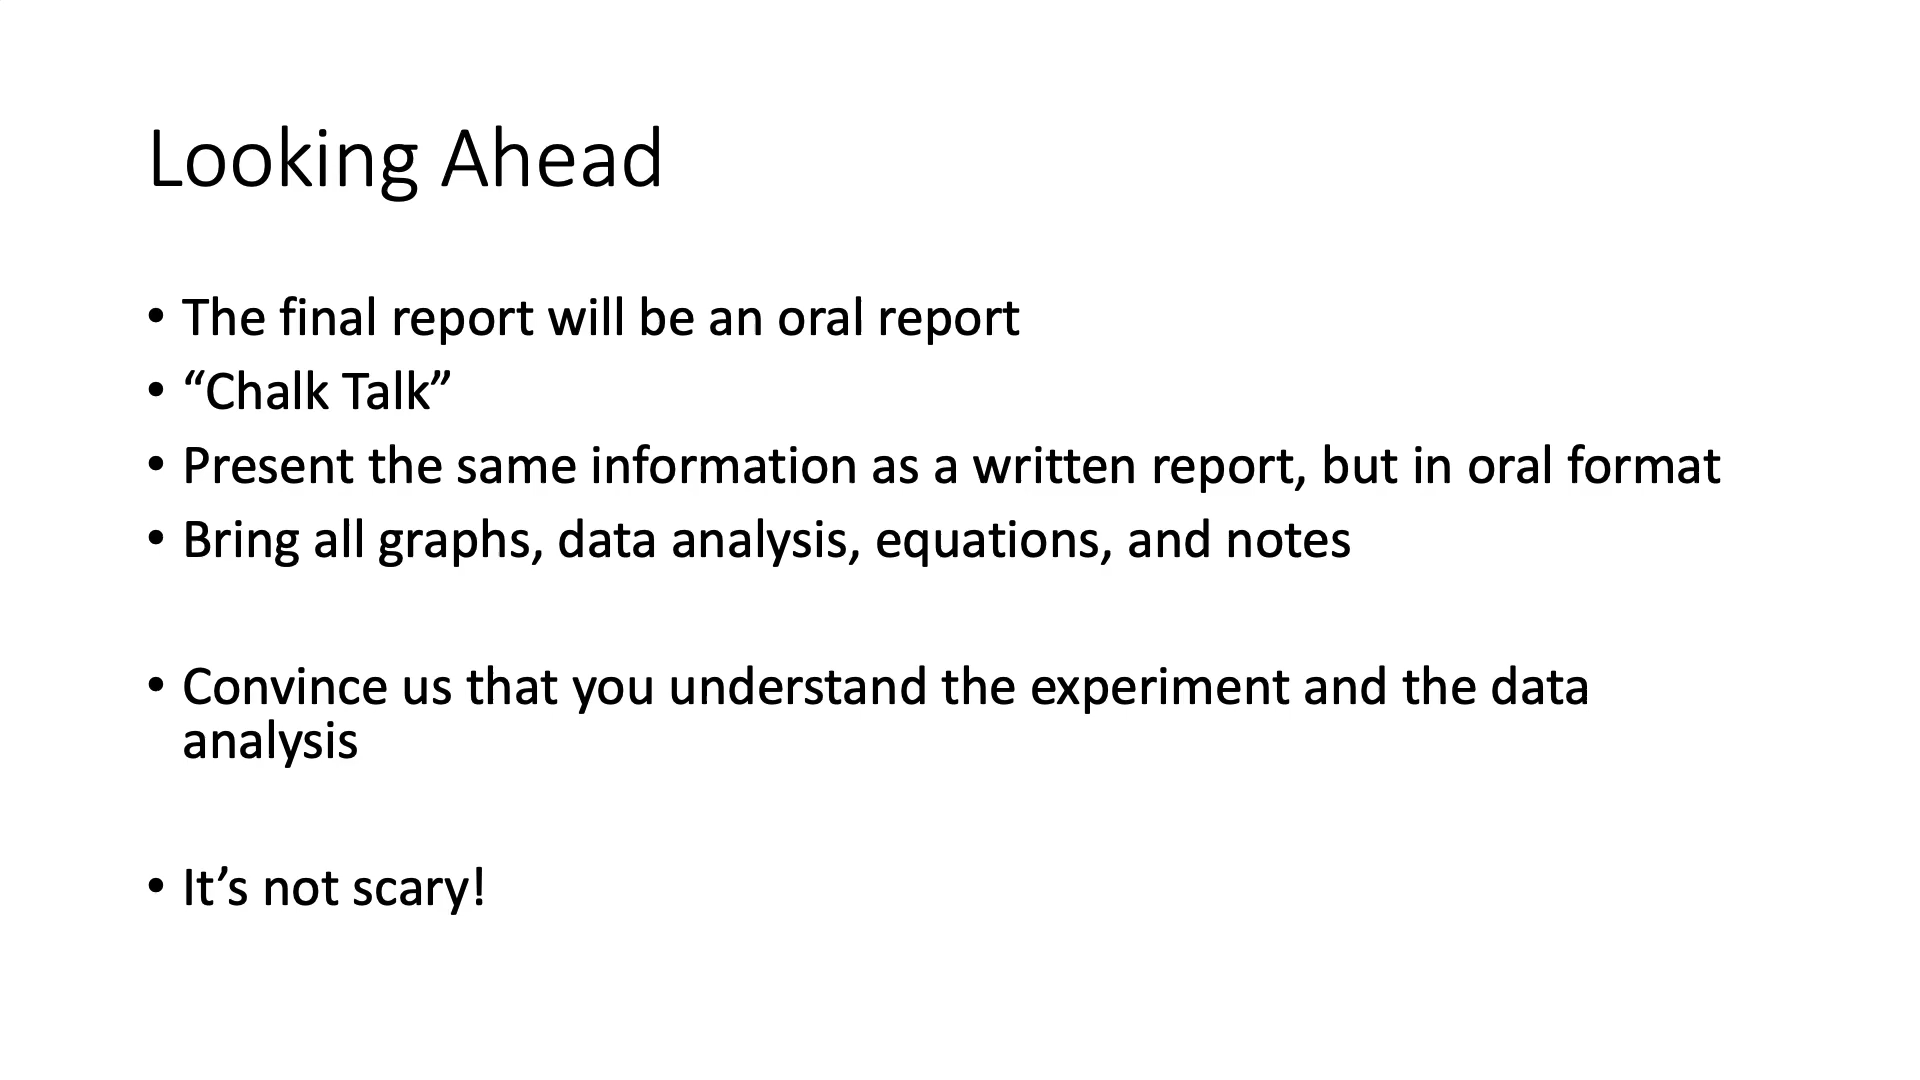 Looking Ahead
• The final report will be an oral report
• “Chalk Talk”
• Present the same information as a written report, but in oral format
• Bring all graphs, data analysis, equations, and notes
• Convince us that you understand the experiment and the data
analysis
• It’s not scary!